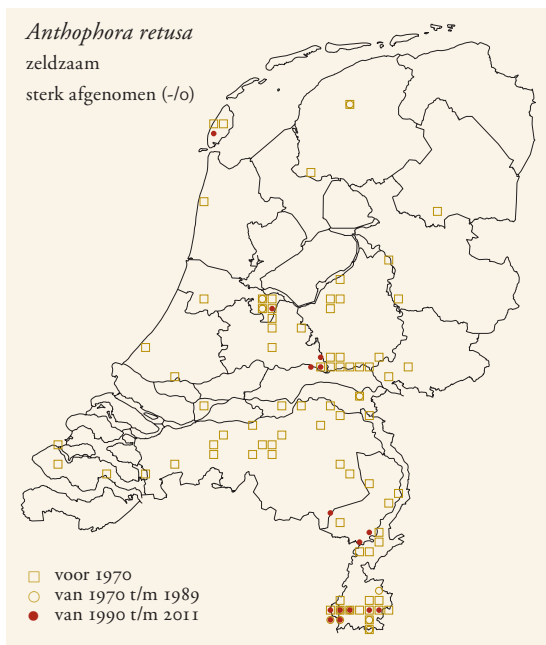 Anthophora retusa
zeldzaam
sterk afgenomen (-/0)
voor 1970
van 1970 t/m 1989
van 1990 t/m 2011